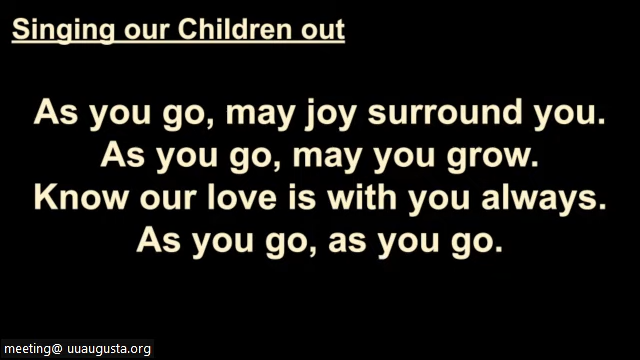 Singing our Children out
As you go, may joy surround you.
As you go, may you grow.
Know our love is with you always.
As you go, as you go.
meeting@ uuaugusta.org